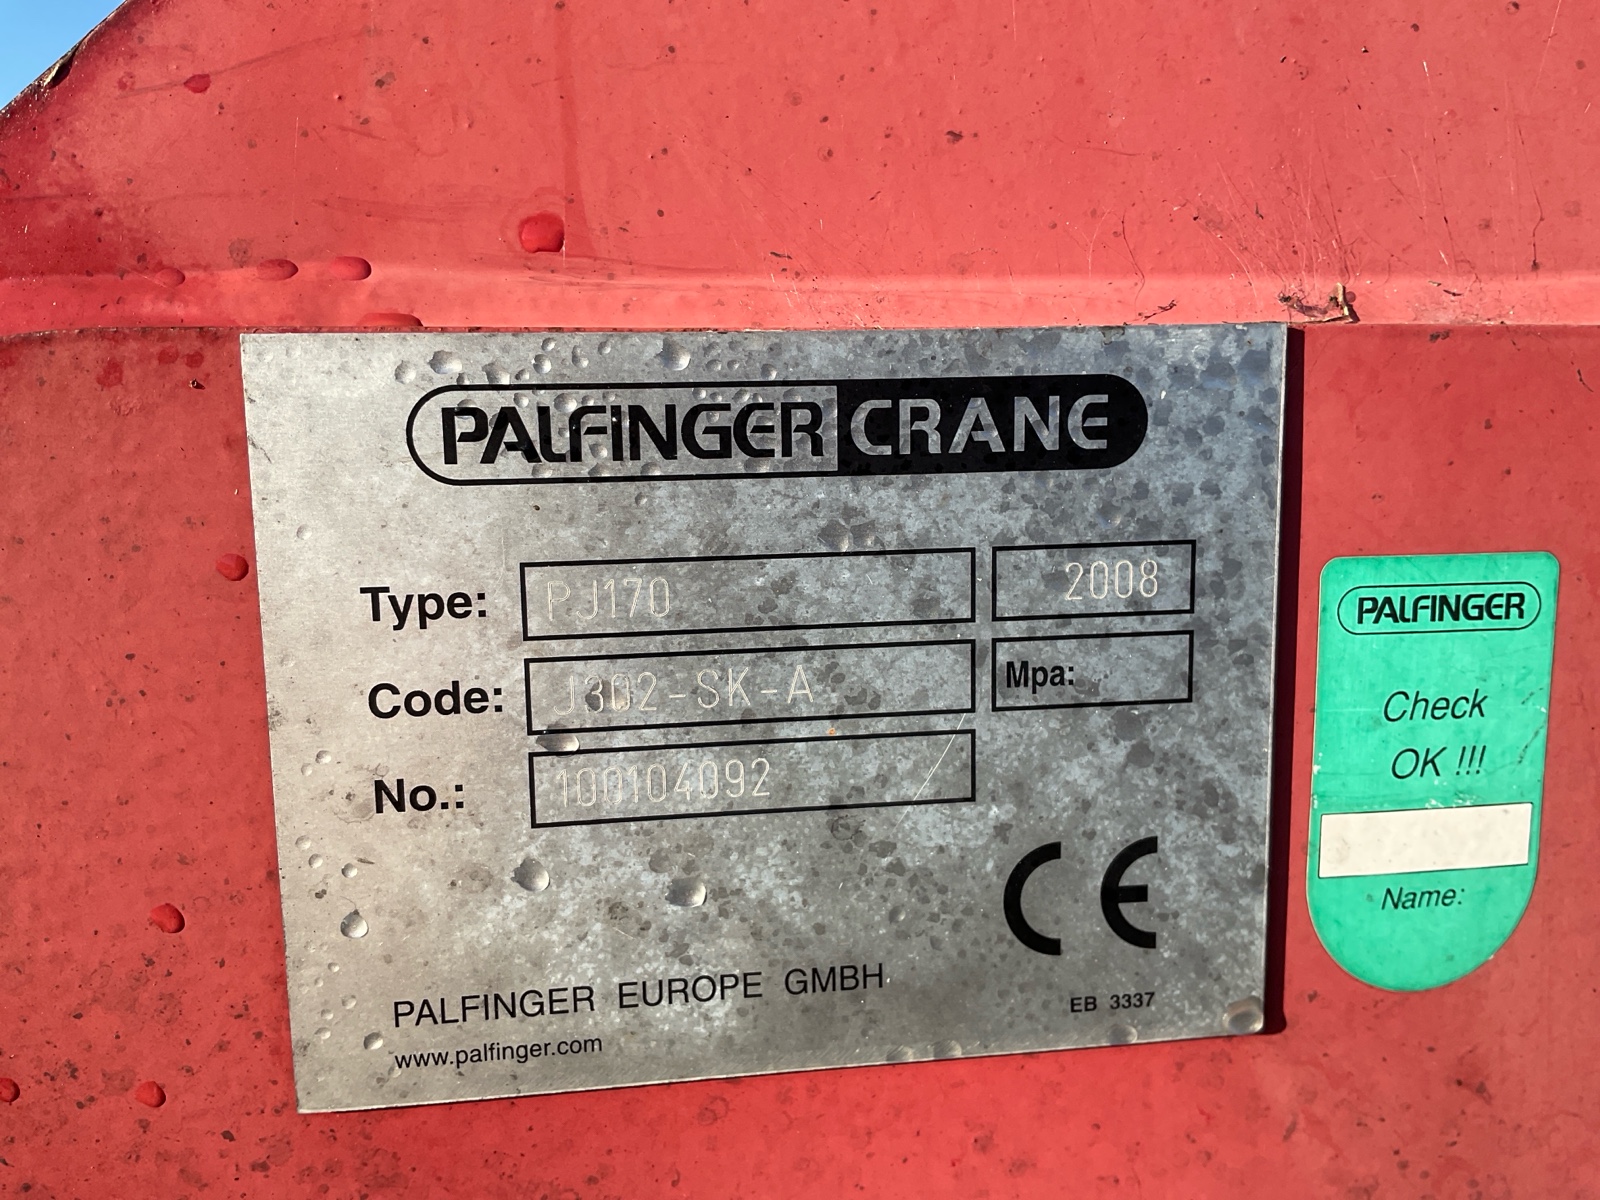 PALFINGER CRANE
Type: PJ170 2008
Code: J302-SK-A Mpa:
No.: 100104092
CE
PALFINGER EUROPE GMBH
www.palfinger.com
EB 3337
PALFINGER
Check
OK !!!
Name: